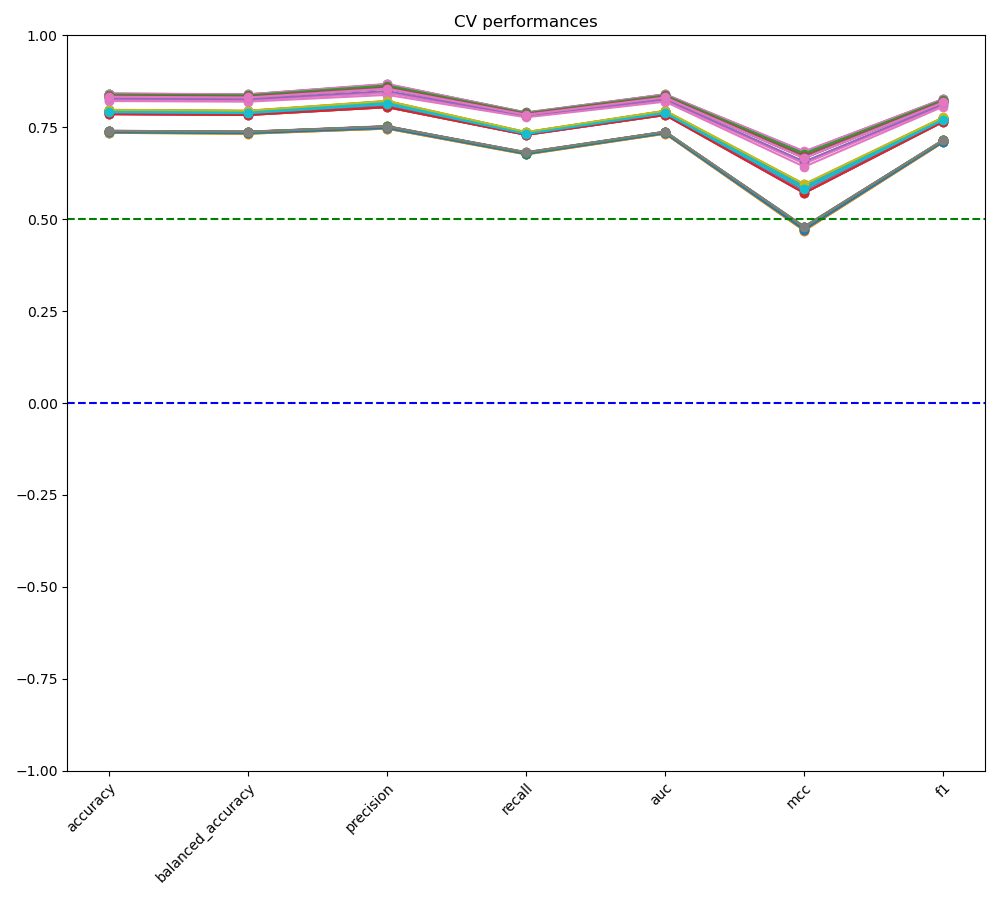 CV performances
1.00
0.75
0.50
0.25
0.00
−0.25
−0.50
−0.75
−1.00
accuracy
balanced_accuracy
precision
recall
auc
mcc
f1